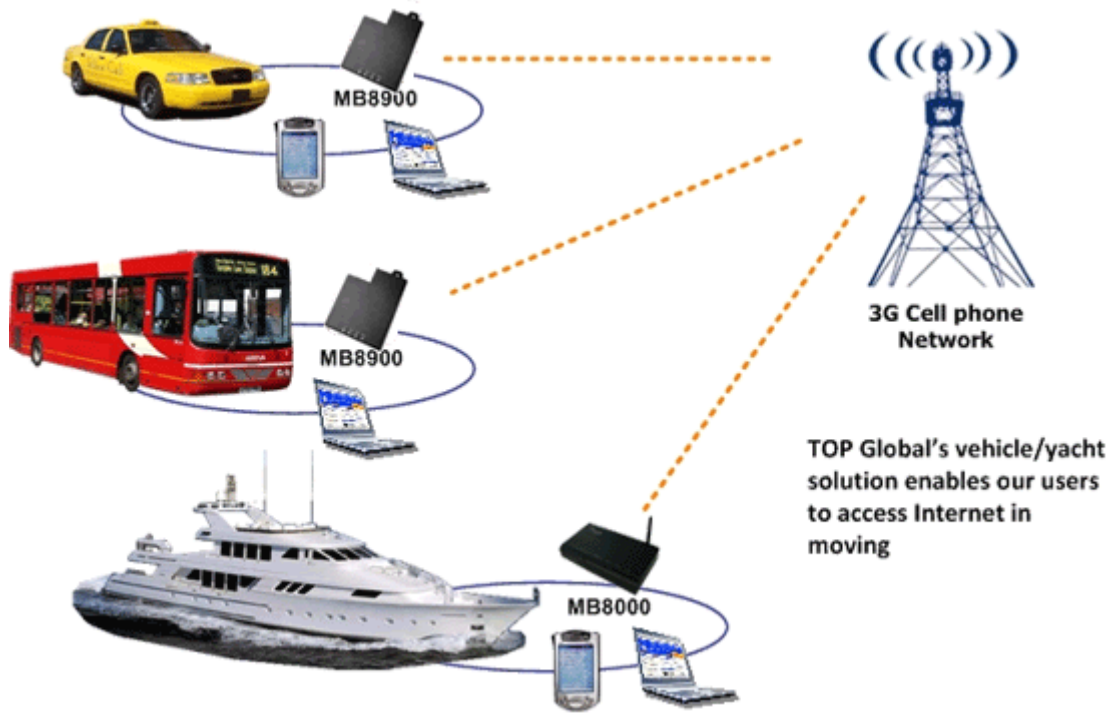 MB8900
3G Cell phone
Network
184
MB8900
TOP Global's vehicle/yacht
solution enables our users
to access Internet in
moving
MB8000